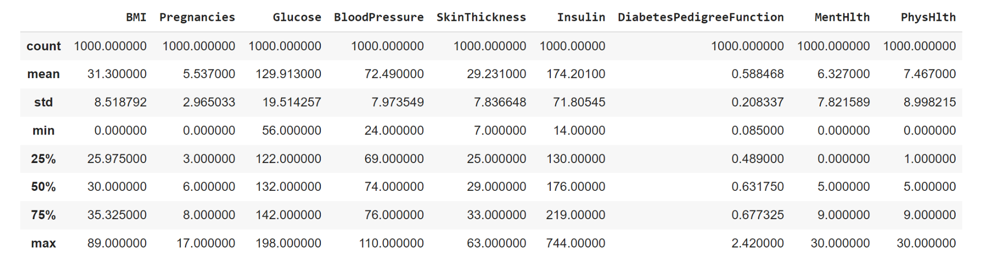 BMI Pregnancies Glucose BloodPressure SkinThickness Insulin DiabetesPedigreeFunction MentHlth PhysHlth
count 1000.000000 1000.000000 1000.000000 1000.000000 1000.000000 1000.00000 1000.000000 1000.000000 1000.000000
mean 31.300000 5.537000 129.913000 72.490000 29.231000 174.20100 0.588468 6.327000 7.467000
std 8.518792 2.965033 19.514257 7.973549 7.836648 71.80545 0.208337 7.821589 8.998215
min 0.000000 0.000000 56.000000 24.000000 7.000000 14.00000 0.085000 0.000000 0.000000
25% 25.975000 3.000000 122.000000 69.000000 25.000000 130.00000 0.489000 0.000000 1.000000
50% 30.000000 6.000000 132.000000 74.000000 29.000000 176.00000 0.631750 5.000000 5.000000
75% 35.325000 8.000000 142.000000 76.000000 33.000000 219.00000 0.677325 9.000000 9.000000
max 89.000000 17.000000 198.000000 110.000000 63.000000 744.00000 2.420000 30.000000 30.000000